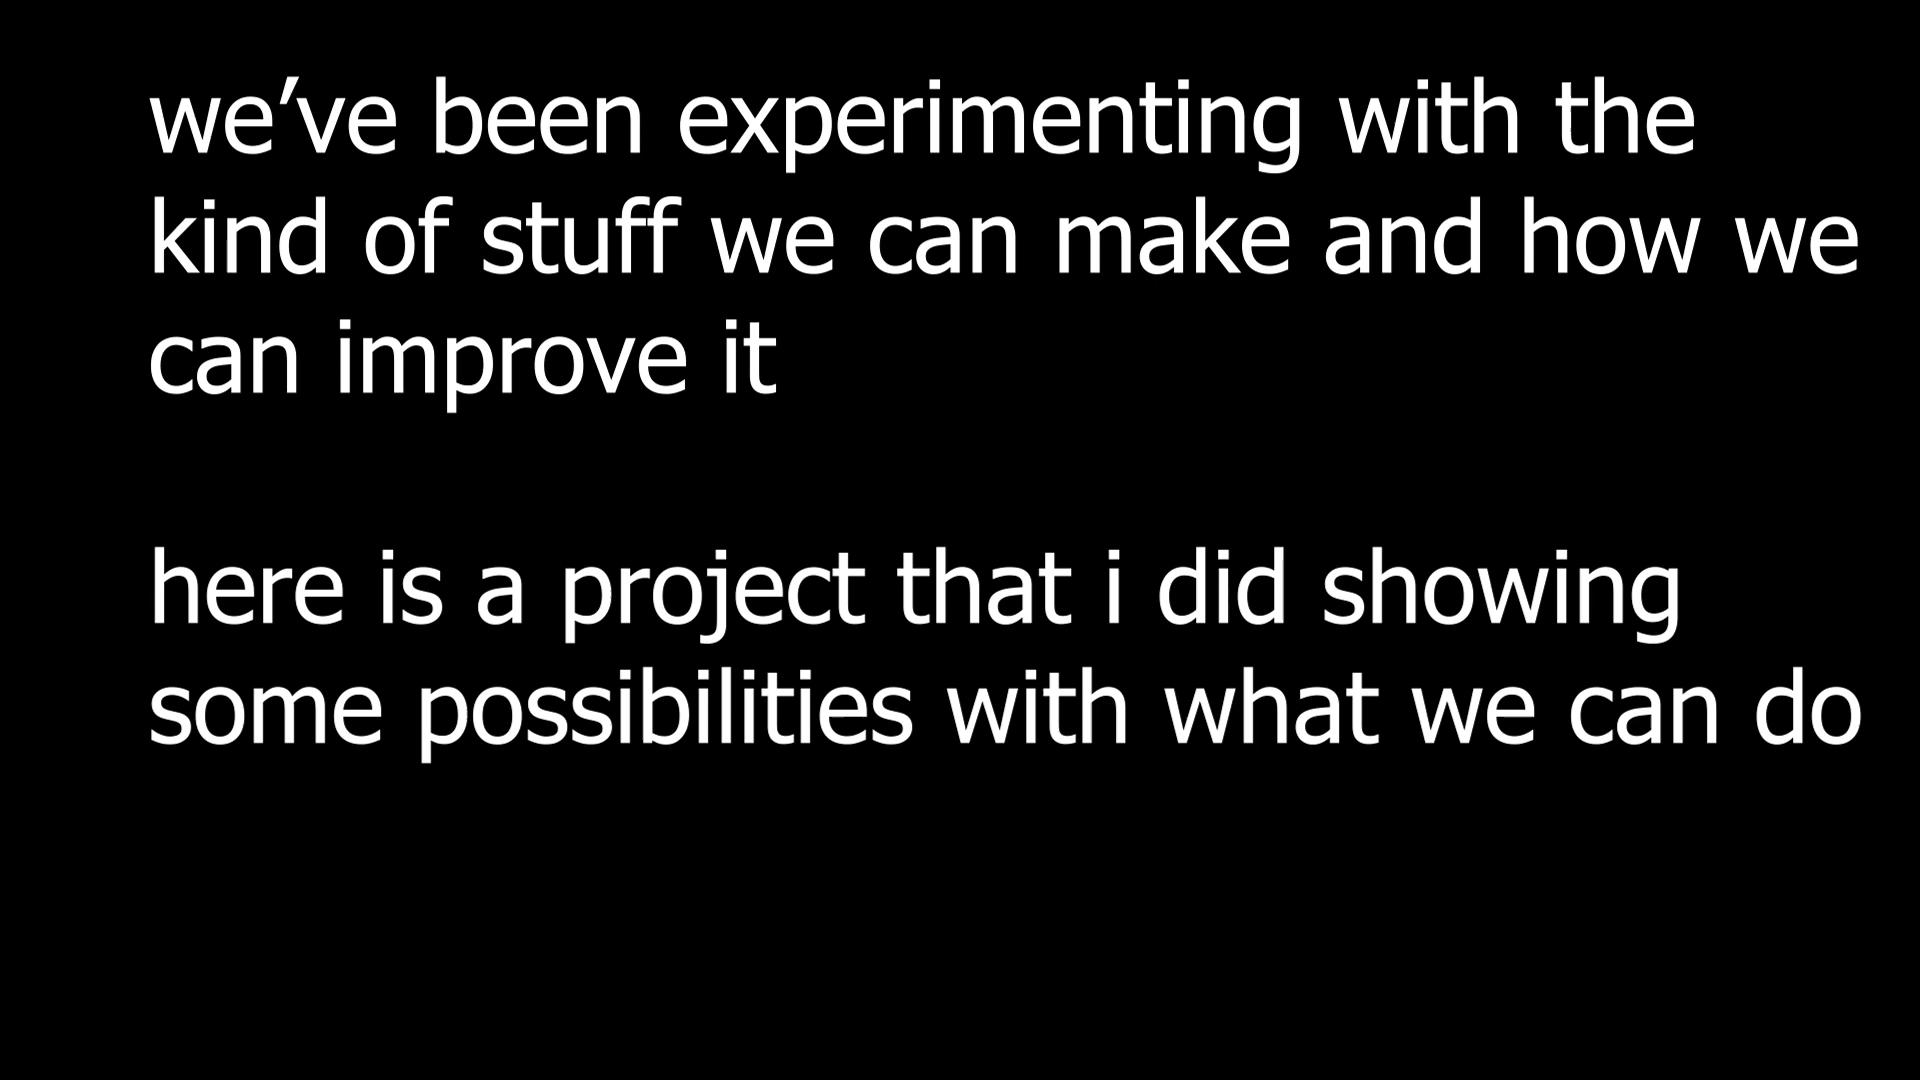 we’ve been experimenting with the
kind of stuff we can make and how we
can improve it
here is a project that i did showing
some possibilities with what we can do